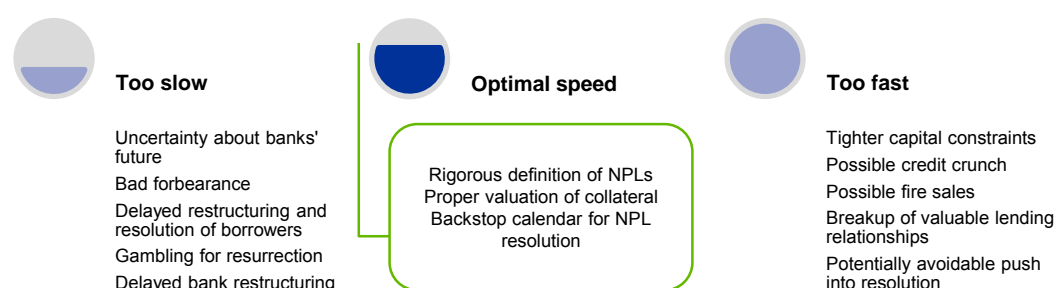 Too slow
Uncertainty about banks'
future
Bad forbearance
Delayed restructuring and
resolution of borrowers
Gambling for resurrection
Delayed bank restructuring
Optimal speed
Rigorous definition of NPLs
Proper valuation of collateral
Backstop calendar for NPL
resolution
Too fast
Tighter capital constraints
Possible credit crunch
Possible fire sales
Breakup of valuable lending
relationships
Potentially avoidable push
into resolution